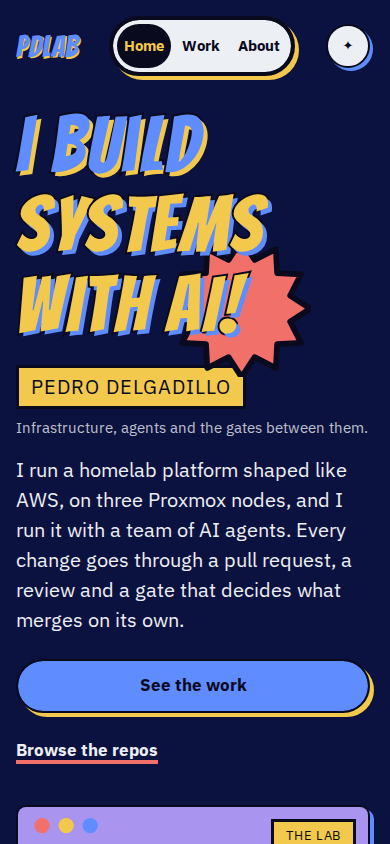 PDLAB
Home Work About
I BUILD
SYSTEMS
WITH AI!
PEDRO DELGADILLO
Infrastructure, agents and the gates between them.
I run a homelab platform shaped like
AWS, on three Proxmox nodes, and I
run it with a team of AI agents. Every
change goes through a pull request, a
review and a gate that decides what
merges on its own.
See the work
Browse the repos
THE LAB